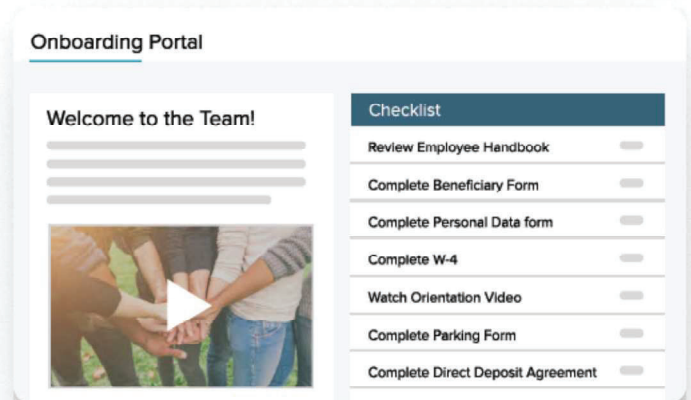 Onboarding Portal
Welcome to the Team!
Checklist
Review Employee Handbook
Complete Beneficiary Form
Complete Personal Data form
Complete W-4
Watch Orientation Video
Complete Parking Form
Complete Direct Deposit Agreement